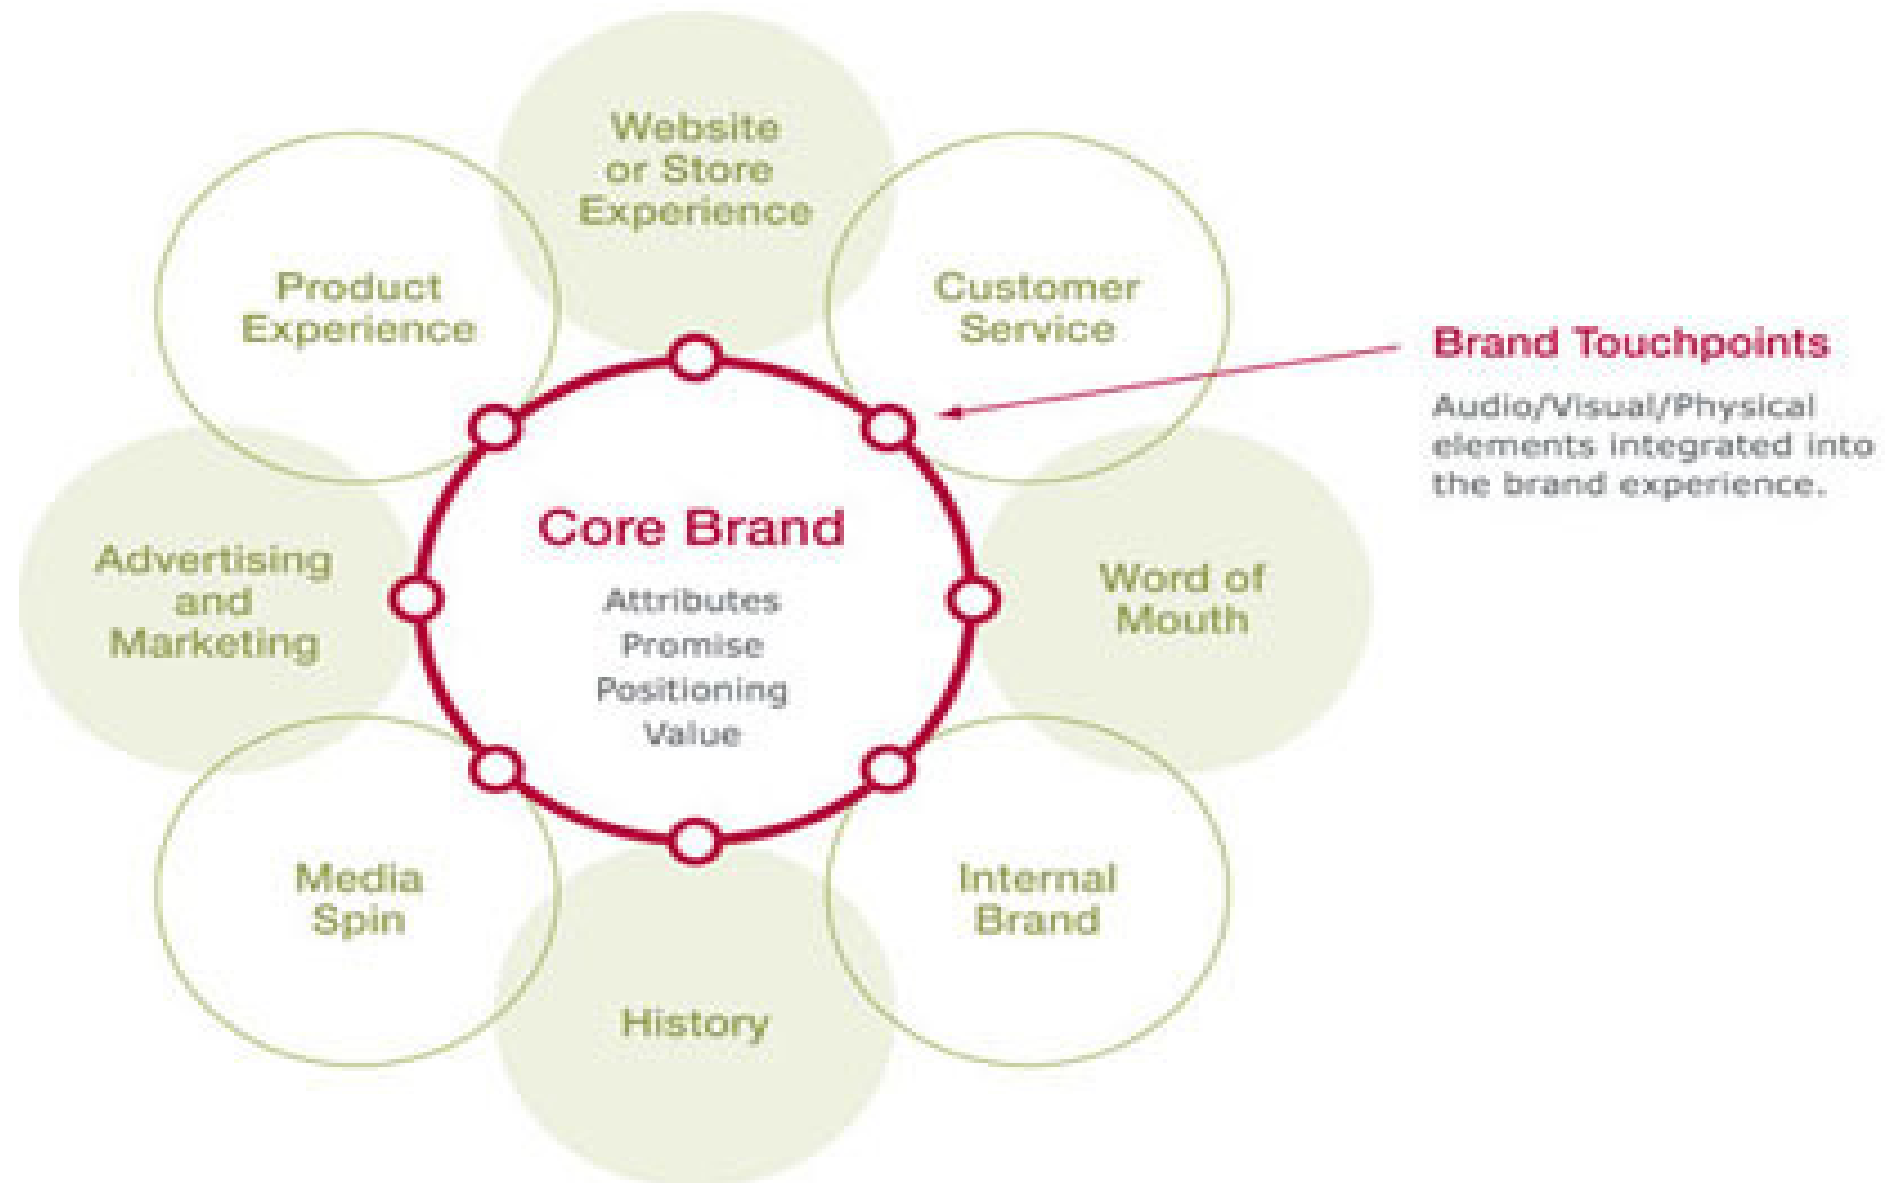 Website
or Store
Experience
Product
Experience
Customer
Service
Brand Touchpoints
Audio/Visual/Physical
elements integrated into
the brand experience.
Core Brand
Attributes
Promise
Positioning
Value
Advertising
and
Marketing
Word of
Mouth
Media
Spin
Internal
Brand
History